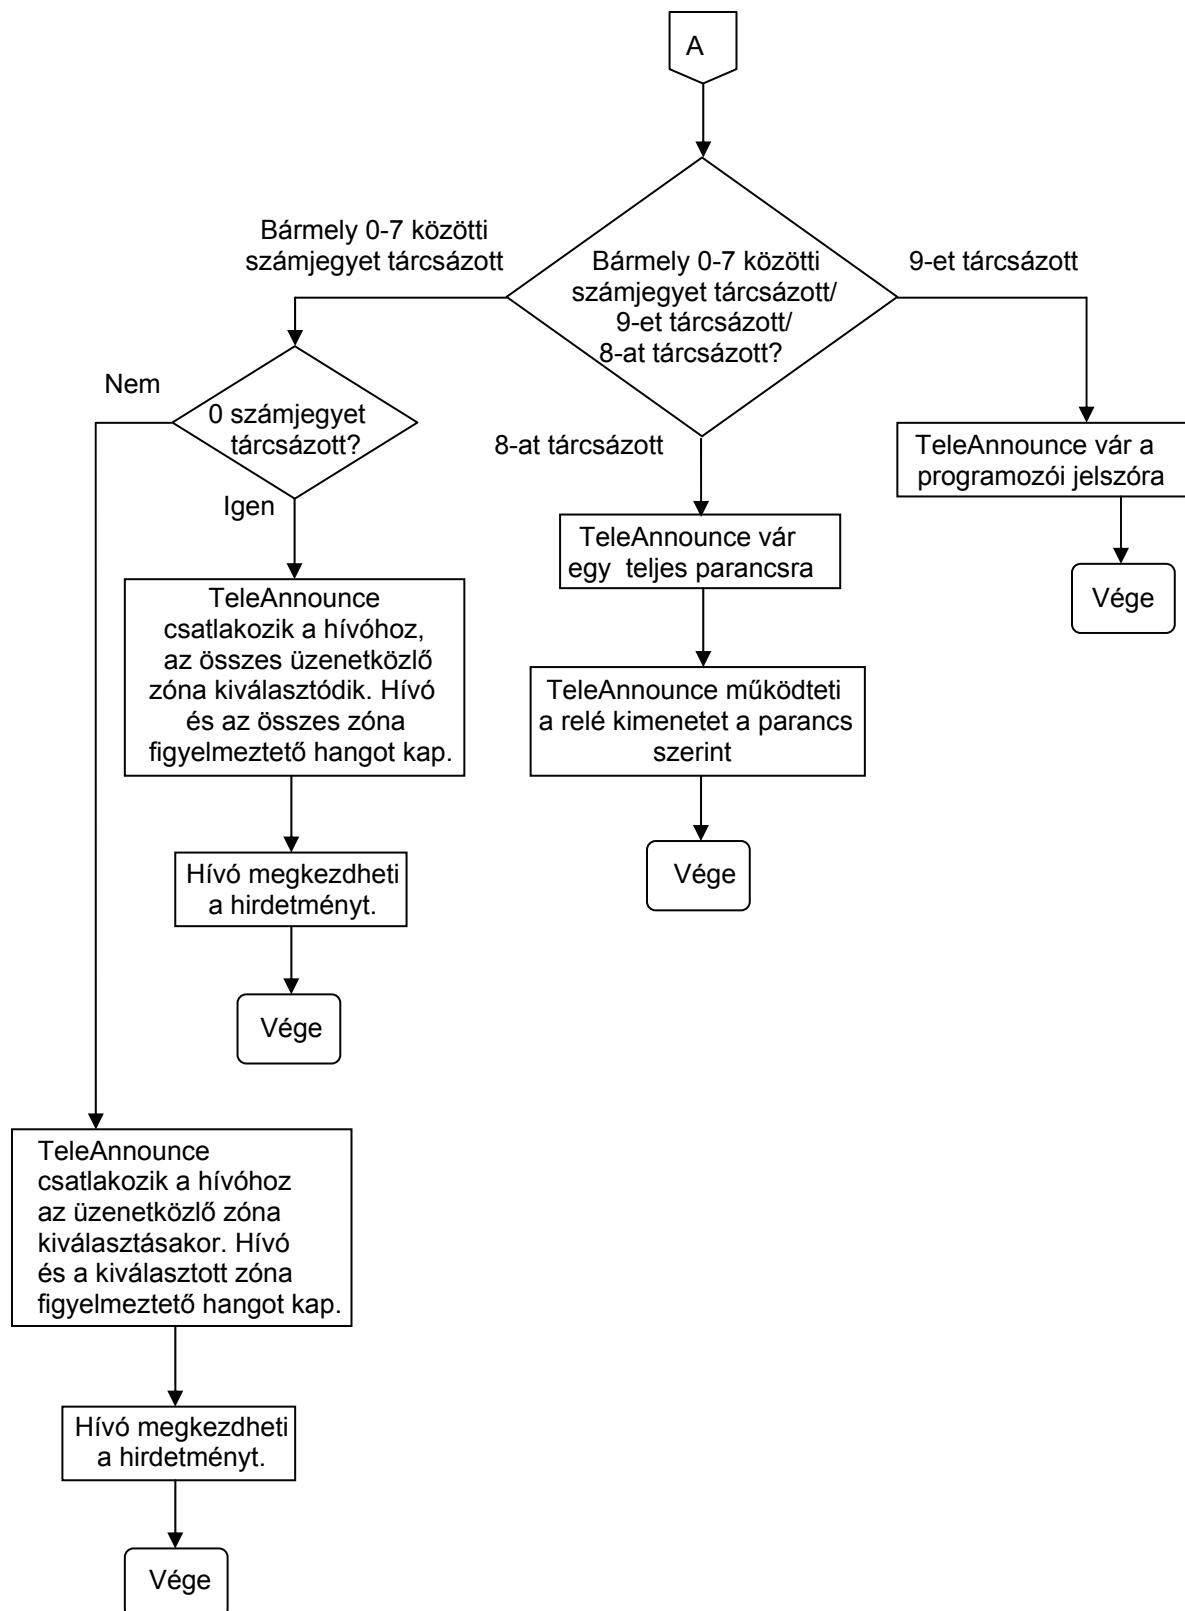 A
Bármely 0-7 közötti
számjegyet tárcsázott
Bármely 0-7 közötti
számjegyet tárcsázott/
9-et tárcsázott/
8-at tárcsázott?
9-et tárcsázott
Nem
0 számjegyet
tárcsázott?
Igen
8-at tárcsázott
TeleAnnounce vár a
programozói jelszóra
Vége
TeleAnnounce vár
egy teljes parancsra
TeleAnnounce működteti
a relé kimenetet a parancs
szerint
Vége
TeleAnnounce
csatlakozik a hívóhoz,
az összes üzenetközlő
zóna kiválasztódik. Hívó
és az összes zóna
figyelmeztető hangot kap.
Hívó megkezdheti
a hirdetményt.
Vége
TeleAnnounce
csatlakozik a hívóhoz
az üzenetközlő zóna
kiválasztásakor. Hívó
és a kiválasztott zóna
figyelmeztető hangot kap.
Hívó megkezdheti
a hirdetményt.
Vége